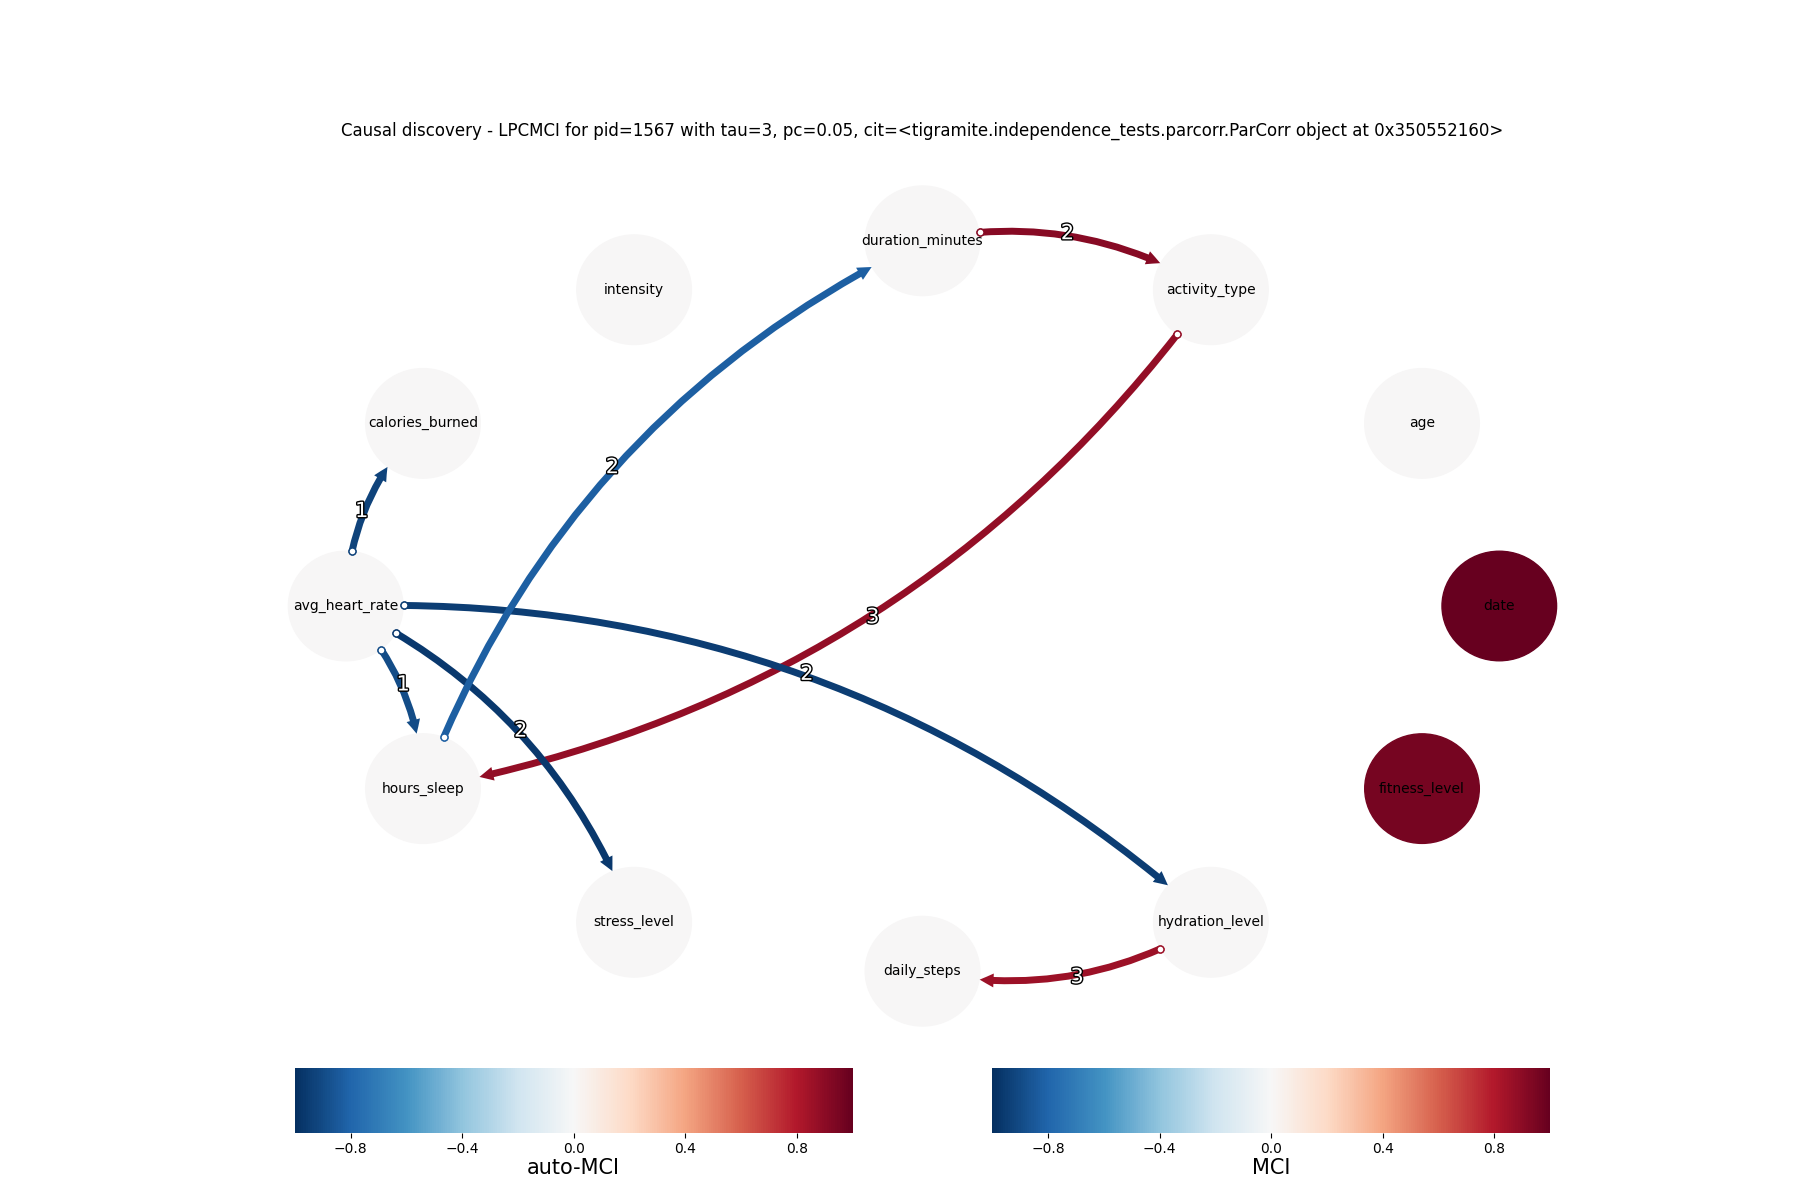 Causal discovery - LPCMCI for pid=1567 with tau=3, pc=0.05, cit=<tigramite.independence_tests.parcorr.ParCorr object at 0x350552160>
duration_minutes
2
intensity
activity_type
calories_burned
age
2
1
avg_heart_rate
date
3
2
1
2
hours_sleep
fitness_level
stress_level
hydration_level
daily_steps
3
−0.8 −0.4 0.0 0.4 0.8
auto-MCI
−0.8 −0.4 0.0 0.4 0.8
MCI